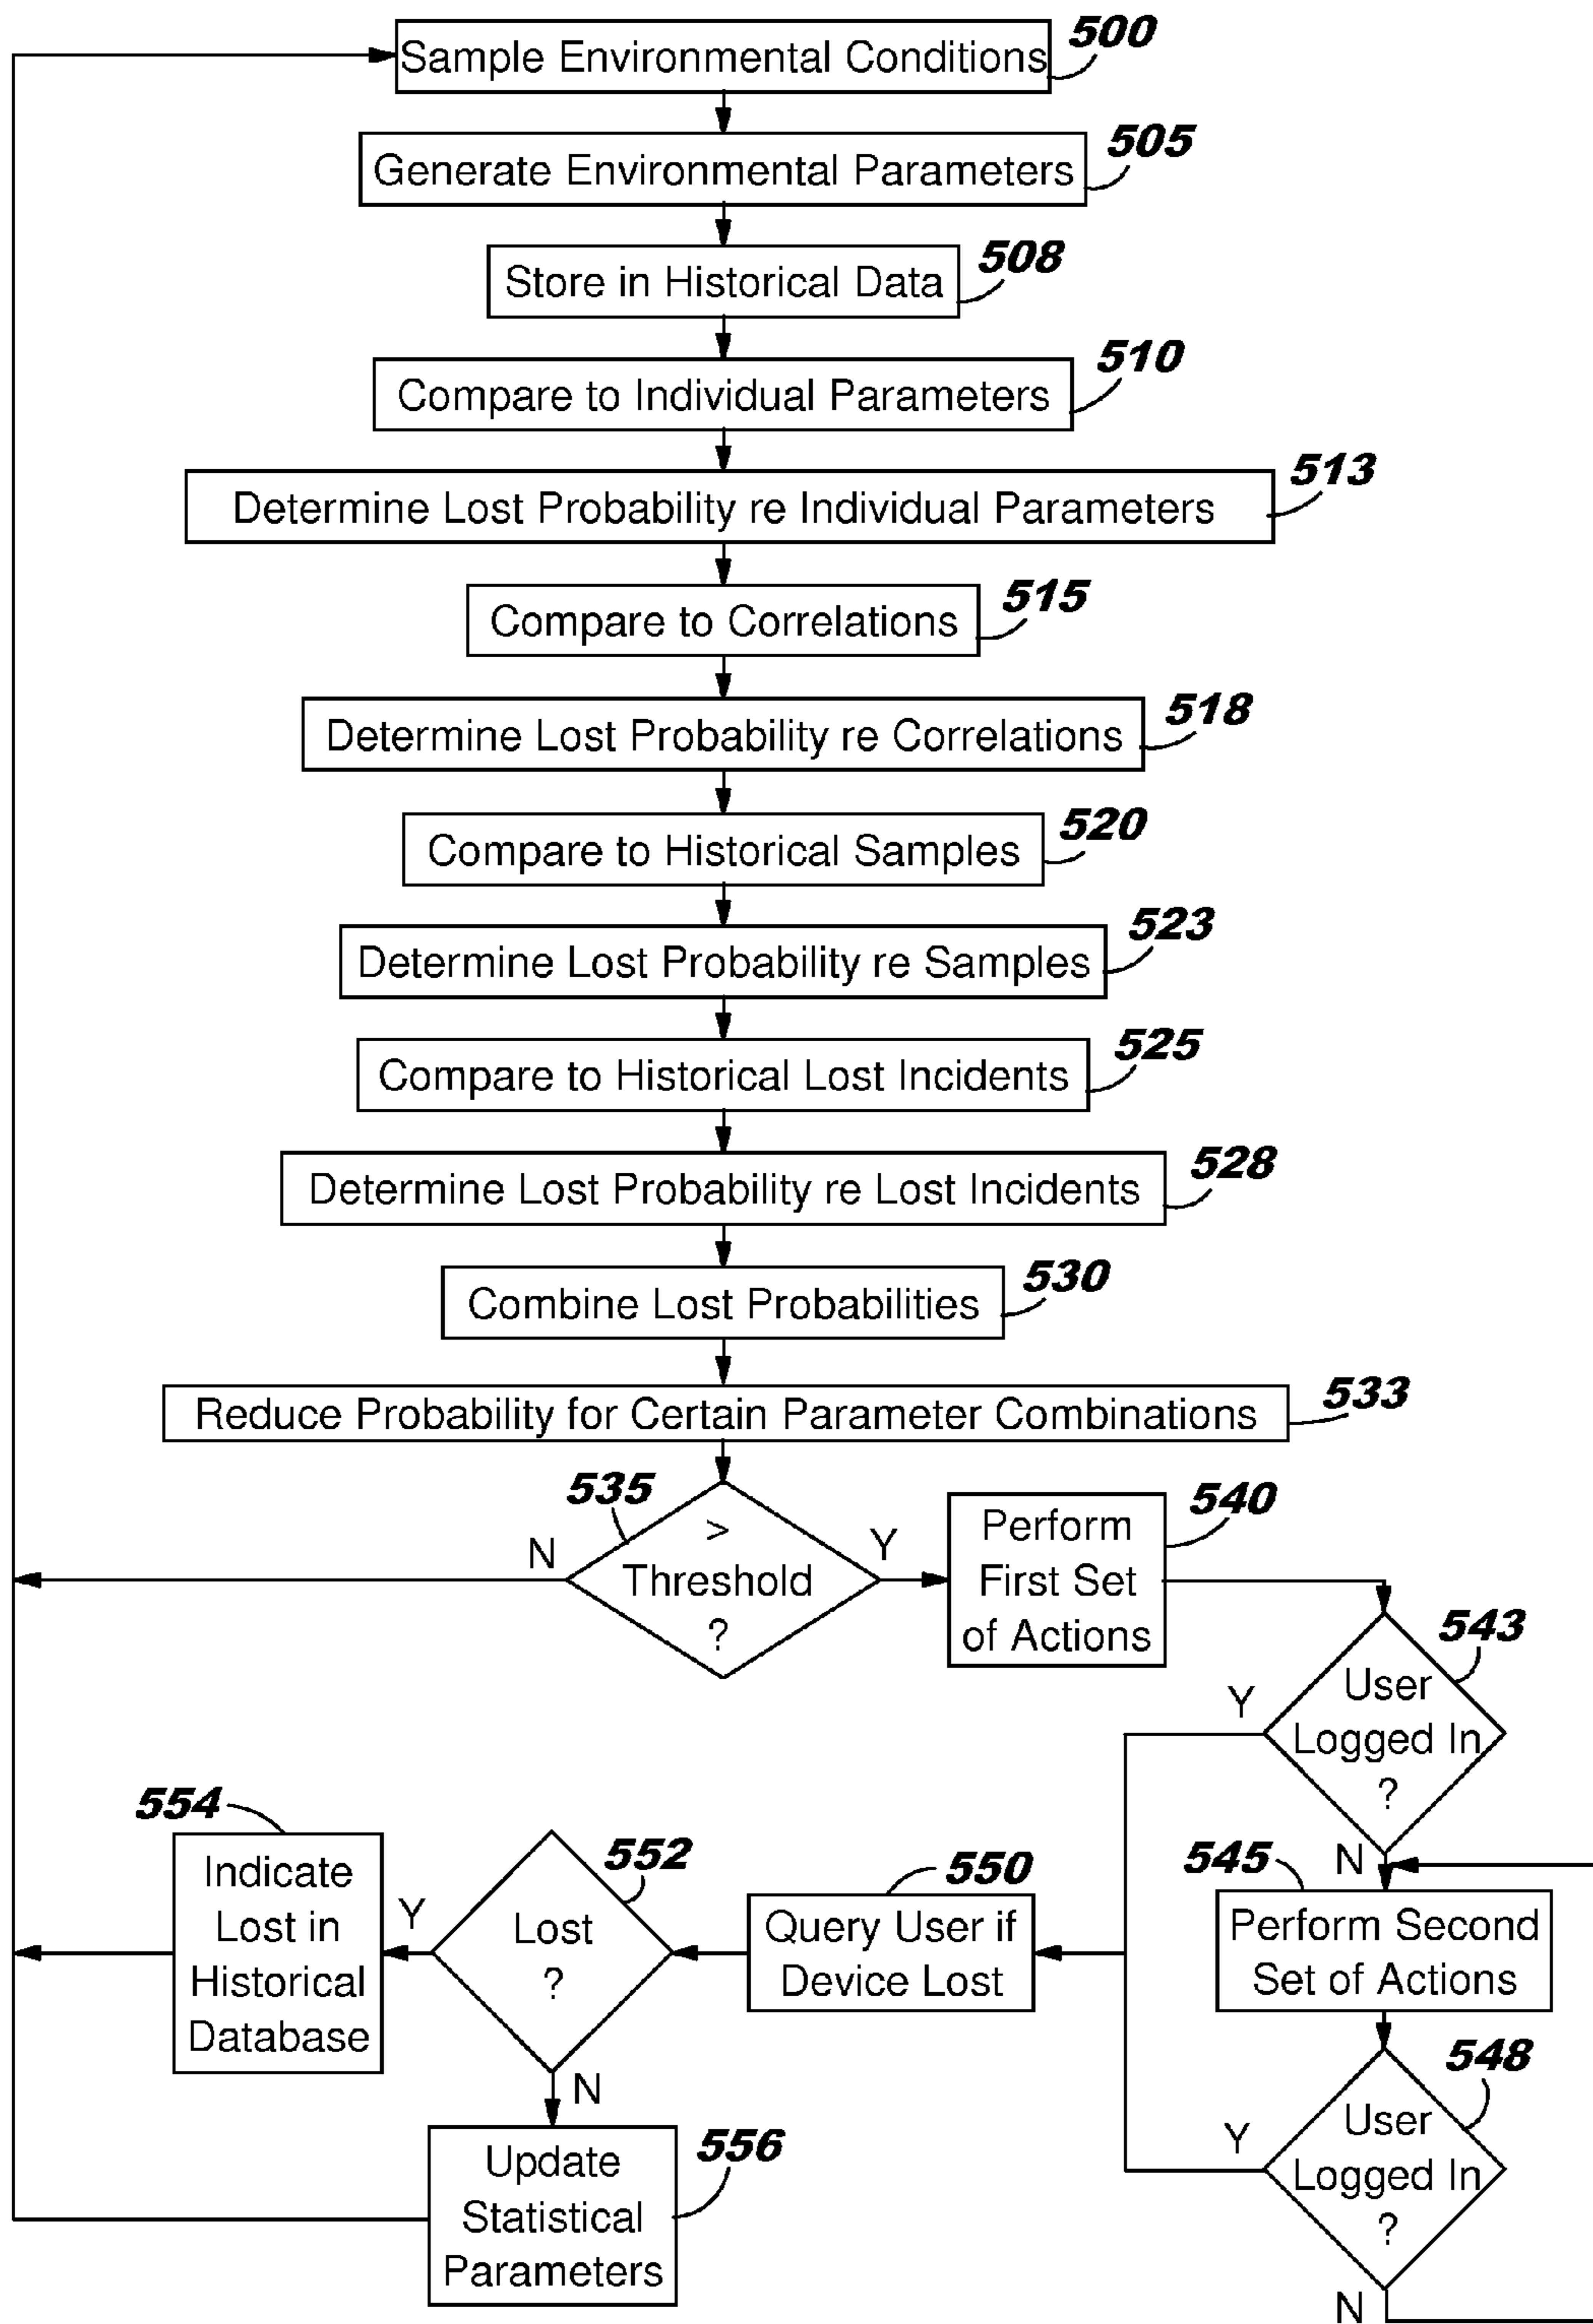 Sample Environmental Conditions
500
Generate Environmental Parameters
505
Store in Historical Data
508
Compare to Individual Parameters
510
Determine Lost Probability re Individual Parameters
513
Compare to Correlations
515
Determine Lost Probability re Correlations
518
Compare to Historical Samples
520
Determine Lost Probability re Samples
523
Compare to Historical Lost Incidents
525
Determine Lost Probability re Lost Incidents
528
Combine Lost Probabilities
530
Reduce Probability for Certain Parameter Combinations
533
535
>
Threshold
?
N
Y
Perform
First Set
of Actions
540
User
Logged In
?
543
Y
N
545
Perform Second
Set of Actions
User
Logged In
?
548
Y
N
550
Query User if
Device Lost
552
Lost
?
Y
N
554
Indicate
Lost in
Historical
Database
Update
Statistical
Parameters
556